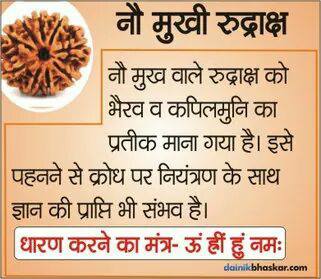 नौ मुखी रुद्राक्ष
नौ मुख वाले रुद्राक्ष को
भैरव व कपिलमुनि का
प्रतीक माना गया है। इसे
पहनने से क्रोध पर नियंत्रण के साथ
ज्ञान की प्राप्ति भी संभव है।
धारण करने का मंत्र- ऊं ह्रीं हुं नमः
dainikbhaskar.com